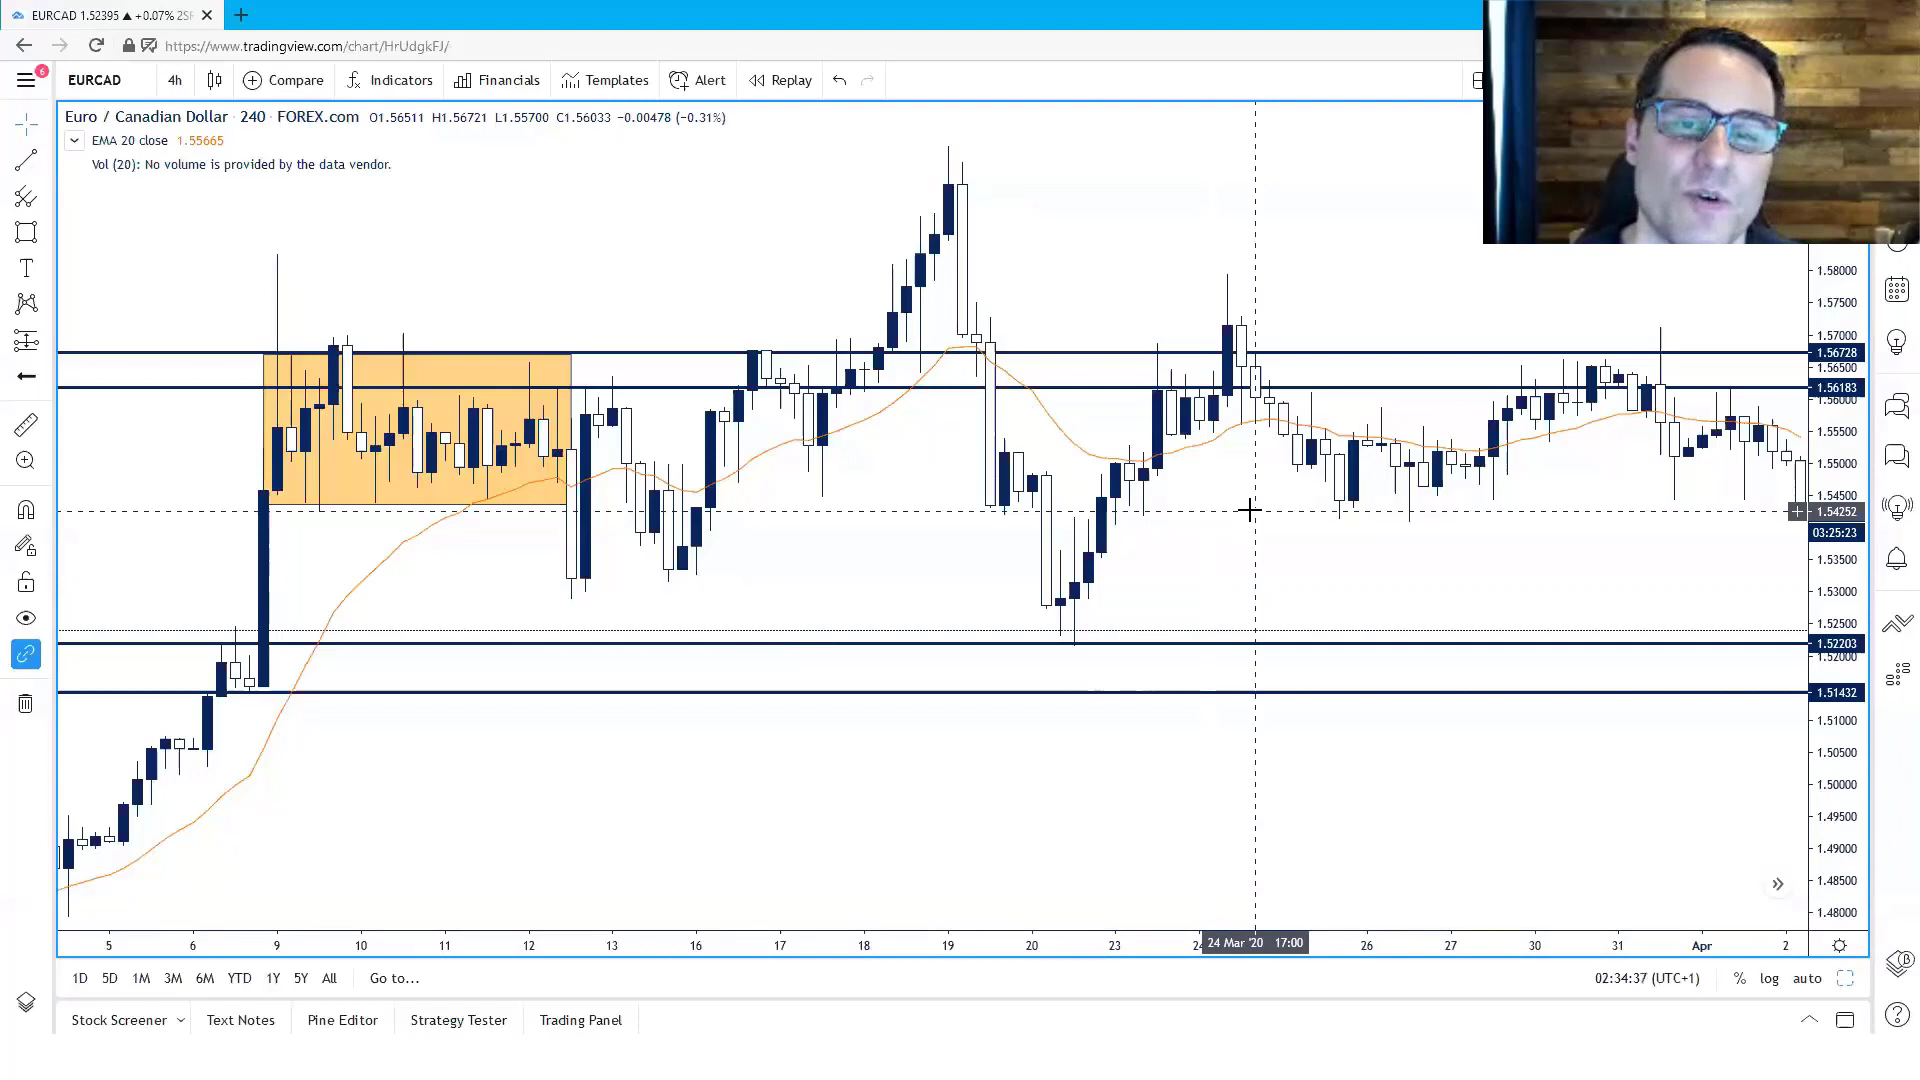 EURCAD 1.52395 ▲ +0.07% 2SF
https://www.tradingview.com/chart/HrUdgkFJ/
6
EURCAD 4h Compare Indicators Financials Templates Alert Replay
Euro / Canadian Dollar · 240 · FOREX.com O1.56511 H1.56721 L1.55700 C1.56033 −0.00478 (−0.31%)
EMA 20 close 1.55665
Vol (20): No volume is provided by the data vendor.
1.58000
1.57500
1.57000
1.56728
1.56500
1.56183
1.56000
1.55500
1.55000
1.54500
1.54252
03:25:23
1.53500
1.53000
1.52500
1.52203
1.52000
1.51432
1.51000
1.50500
1.50000
1.49500
1.49000
1.48500
1.48000
5 6 9 10 11 12 13 16 17 18 19 20 23 24 Mar '20 17:00 26 27 30 31 Apr 2
1D 5D 1M 3M 6M YTD 1Y 5Y All Go to... 02:34:37 (UTC+1) % log auto
Stock Screener Text Notes Pine Editor Strategy Tester Trading Panel